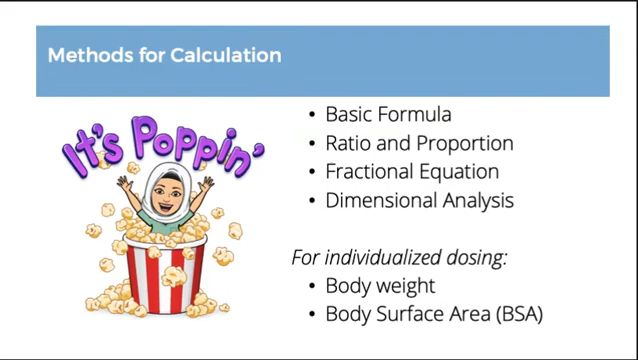 Methods for Calculation
It's Poppin'
• Basic Formula
• Ratio and Proportion
• Fractional Equation
• Dimensional Analysis
For individualized dosing:
• Body weight
• Body Surface Area (BSA)